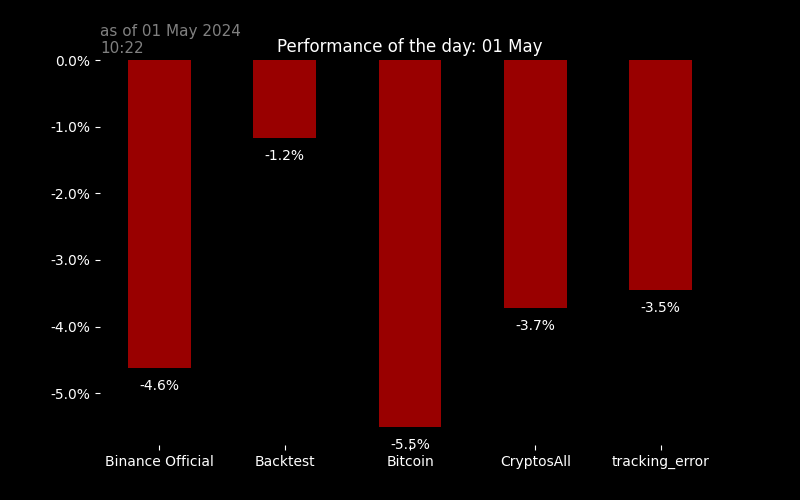 as of 01 May 2024
10:22
Performance of the day: 01 May
0.0%
-1.0%
-2.0%
-3.0%
-4.0%
-5.0%
-4.6%
-1.2%
-5.5%
-3.7%
-3.5%
Binance Official
Backtest
Bitcoin
CryptosAll
tracking_error